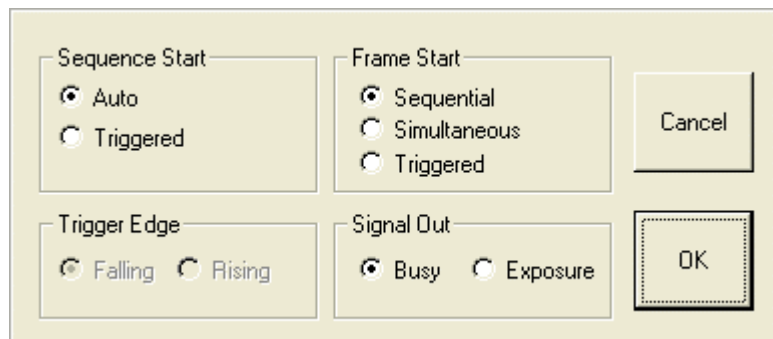 Sequence Start
Auto
Triggered
Frame Start
Sequential
Simultaneous
Triggered
Cancel
Trigger Edge
Falling Rising
Signal Out
Busy Exposure
OK